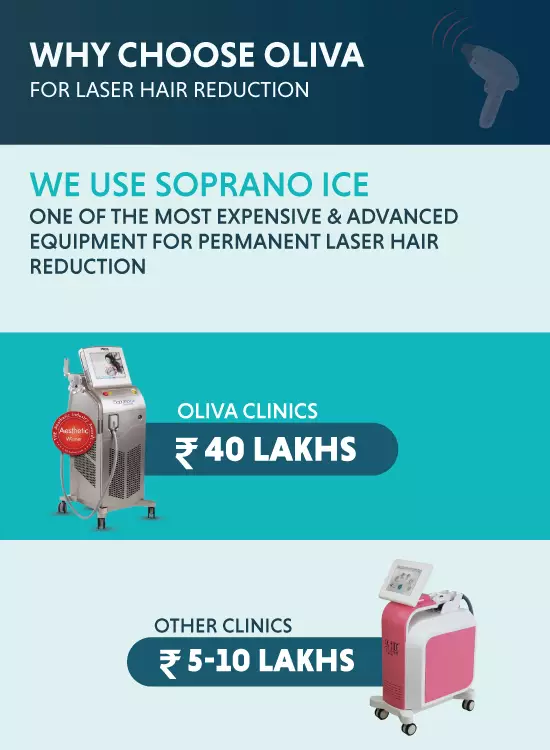 WHY CHOOSE OLIVA
FOR LASER HAIR REDUCTION
WE USE SOPRANO ICE
ONE OF THE MOST EXPENSIVE & ADVANCED
EQUIPMENT FOR PERMANENT LASER HAIR
REDUCTION
Aesthetic
OLIVA CLINICS
₹ 40 LAKHS
OTHER CLINICS
₹ 5-10 LAKHS